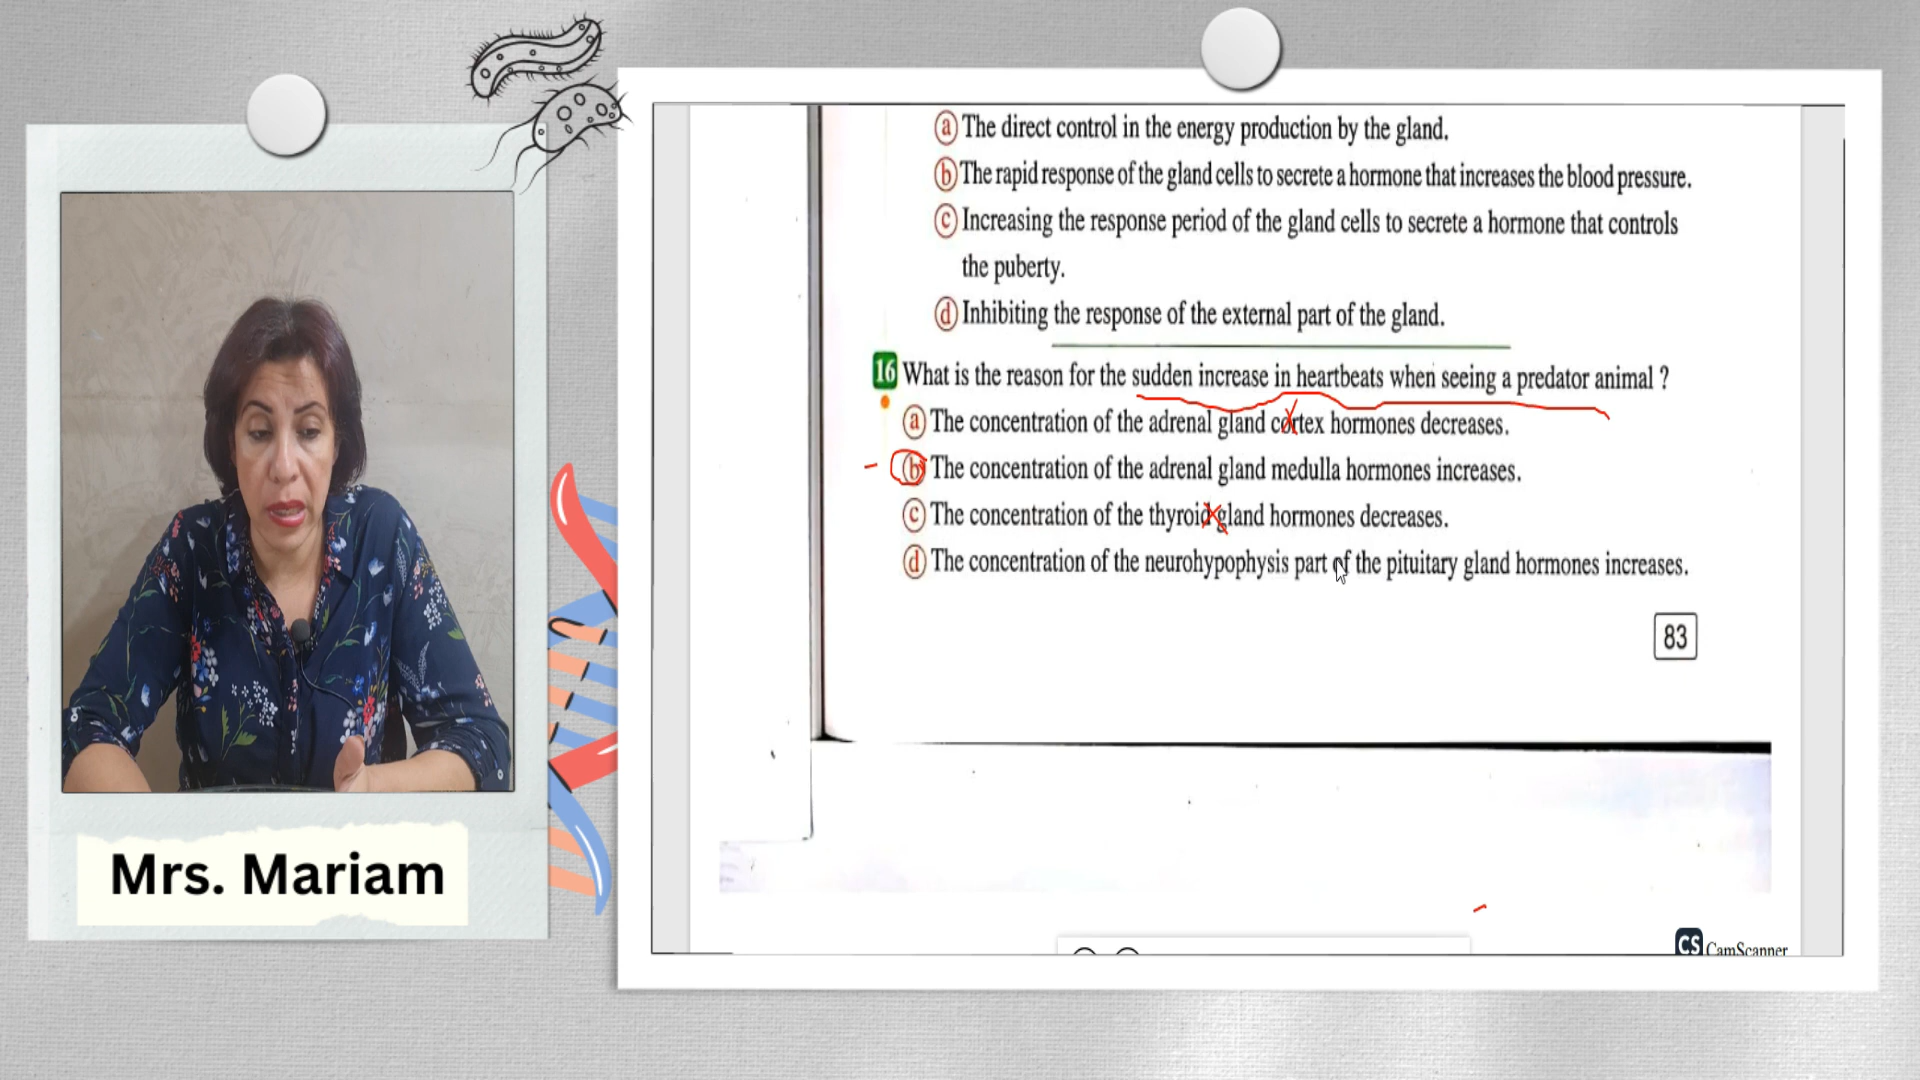 ⓐ The direct control in the energy production by the gland.
ⓑ The rapid response of the gland cells to secrete a hormone that increases the blood pressure.
ⓒ Increasing the response period of the gland cells to secrete a hormone that controls
the puberty.
ⓓ Inhibiting the response of the external part of the gland.
16 What is the reason for the sudden increase in heartbeats when seeing a predator animal ?
ⓐ The concentration of the adrenal gland cortex hormones decreases.
ⓑ The concentration of the adrenal gland medulla hormones increases.
ⓒ The concentration of the thyroid gland hormones decreases.
ⓓ The concentration of the neurohypophysis part of the pituitary gland hormones increases.
83
Mrs. Mariam
CS CamScanner